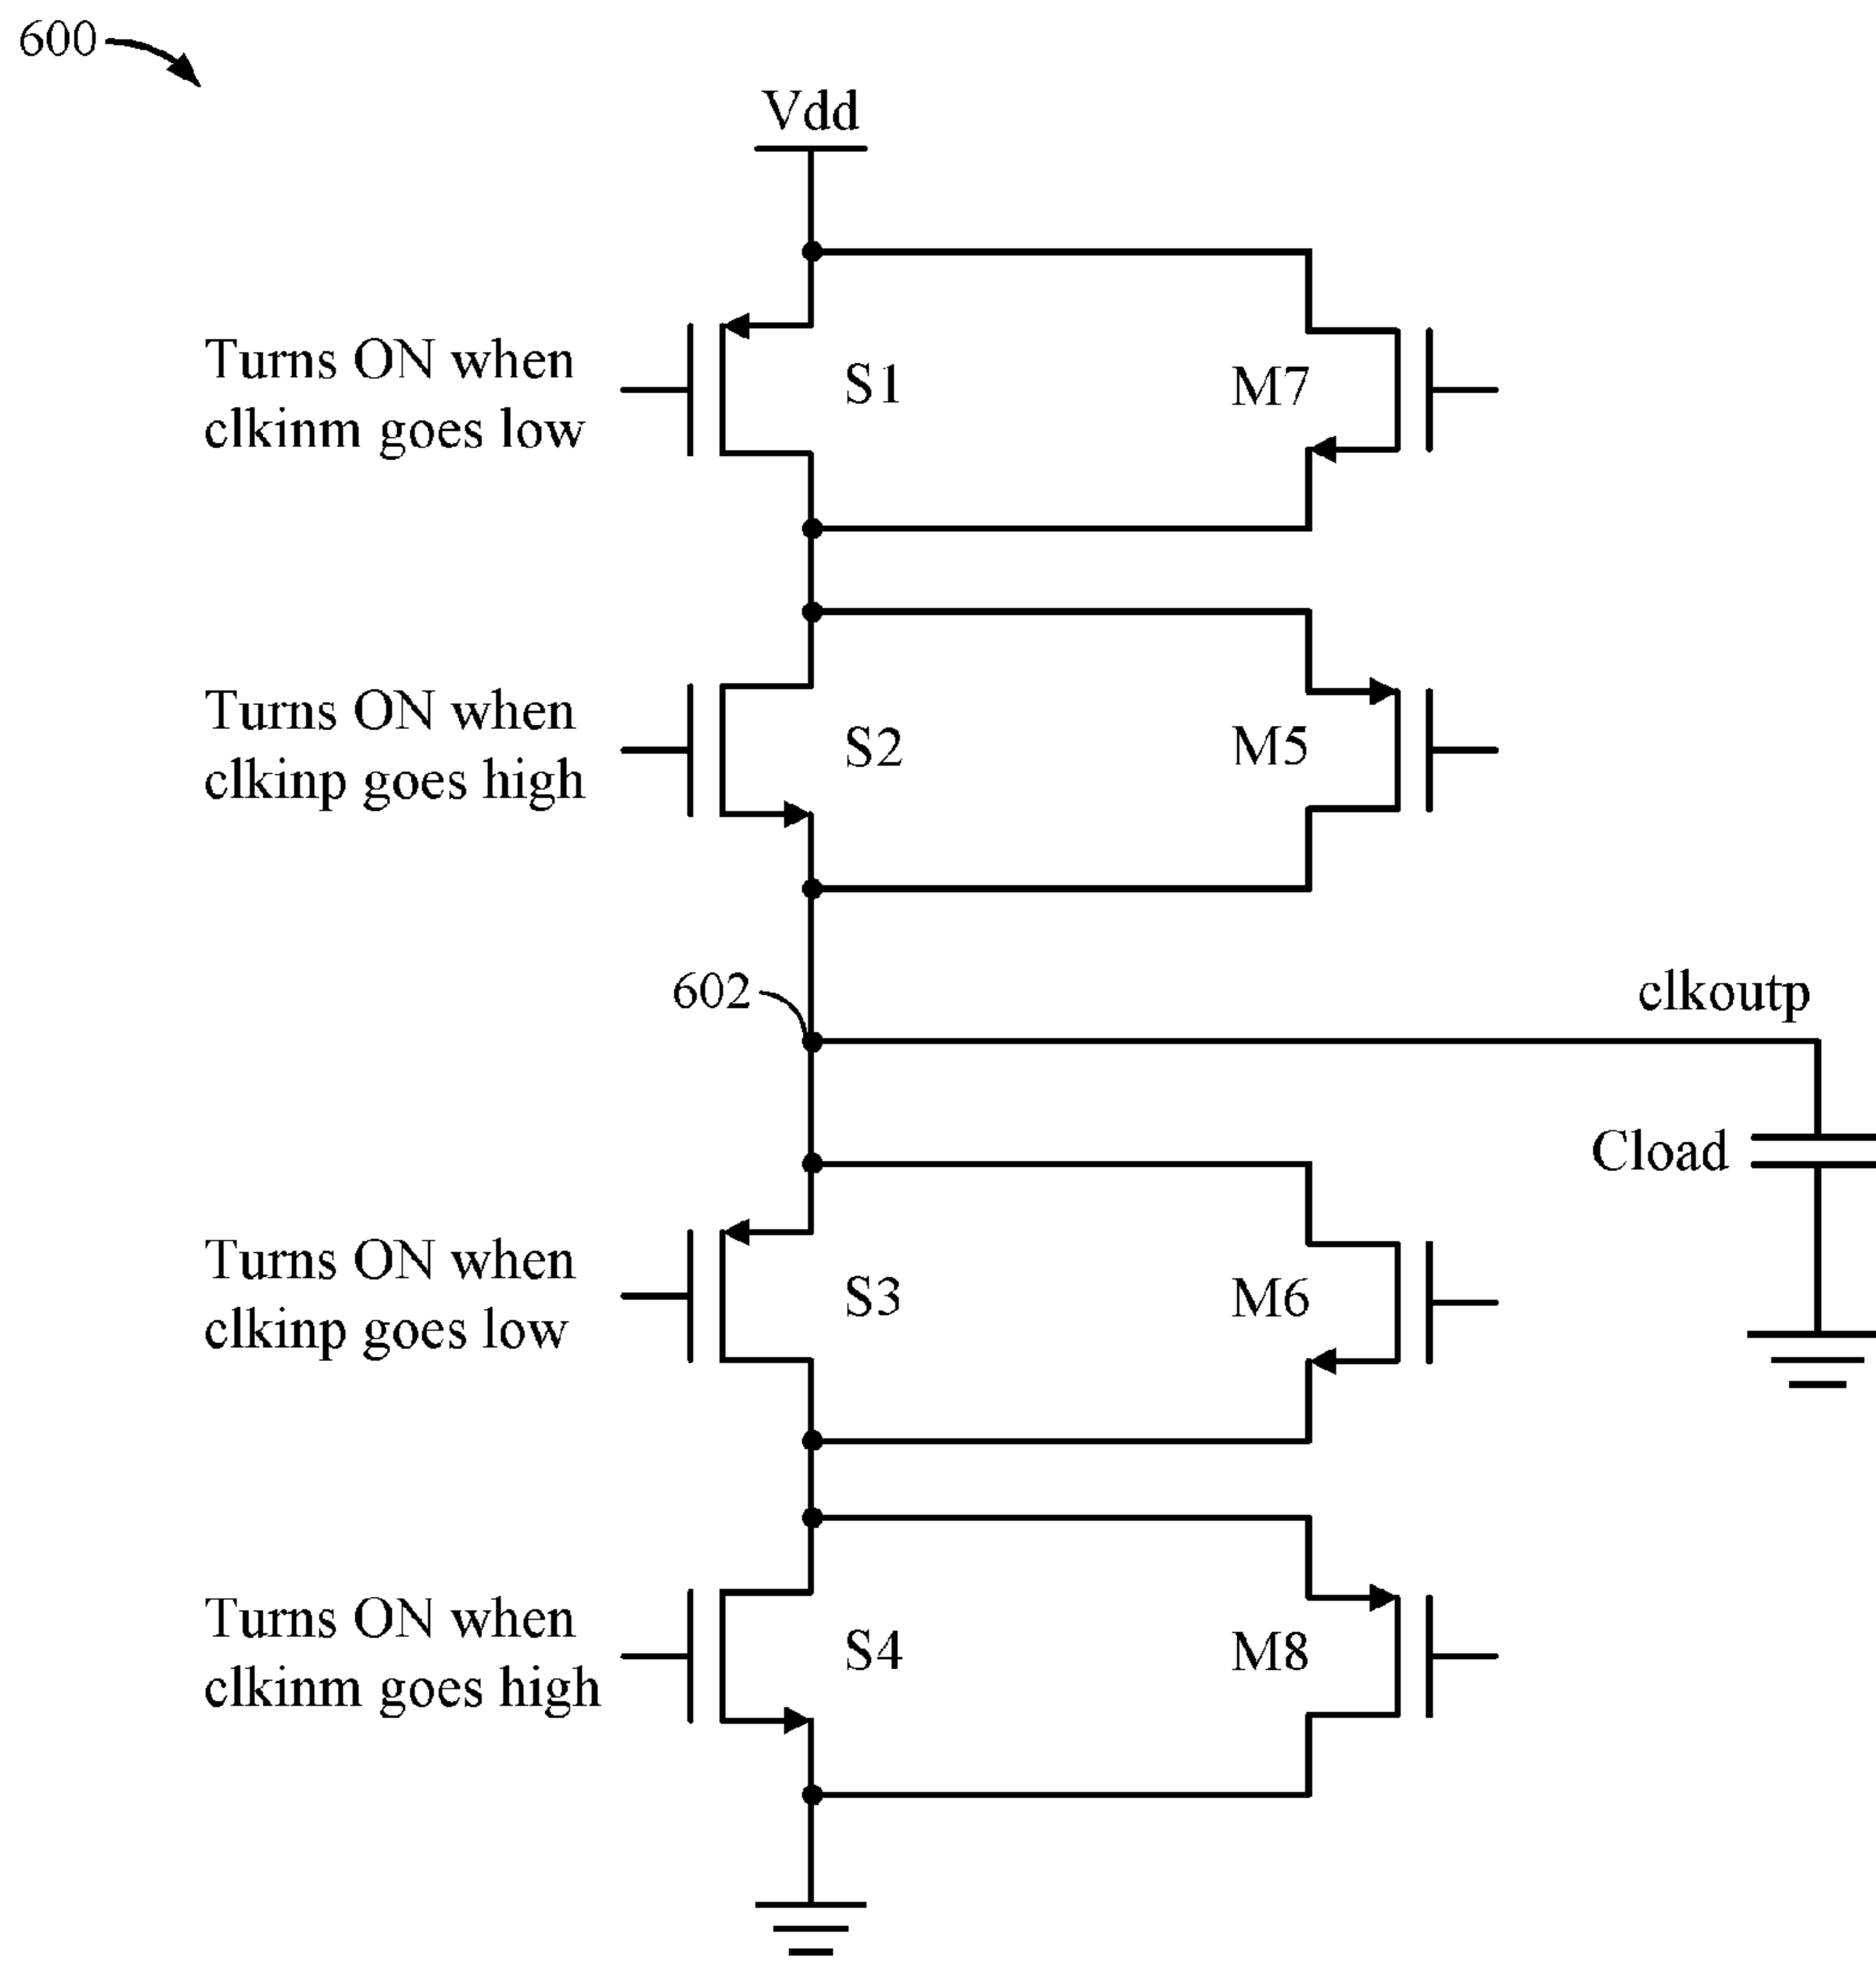 600
Vdd
Turns ON when
clkinm goes low
S1
M7
Turns ON when
clkinp goes high
S2
M5
602
clkoutp
Cload
Turns ON when
clkinp goes low
S3
M6
Turns ON when
clkinm goes high
S4
M8